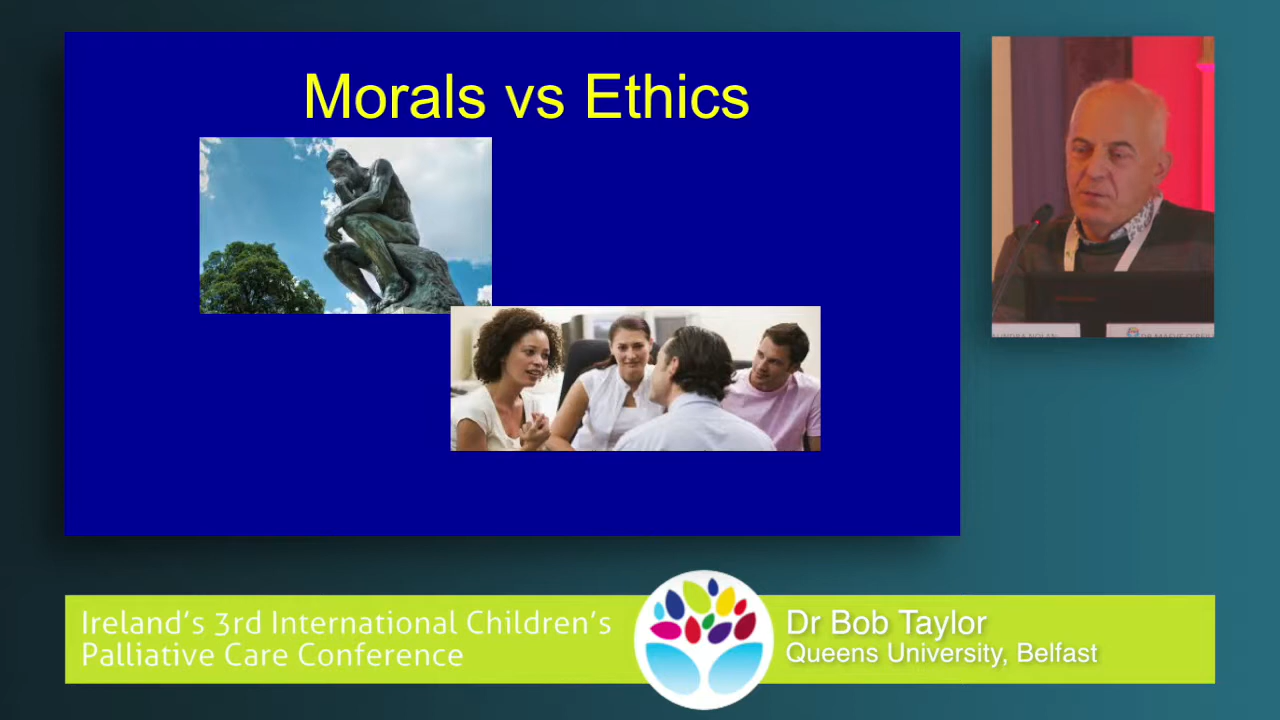 Morals vs Ethics
Ireland's 3rd International Children's
Palliative Care Conference
Dr Bob Taylor
Queens University, Belfast